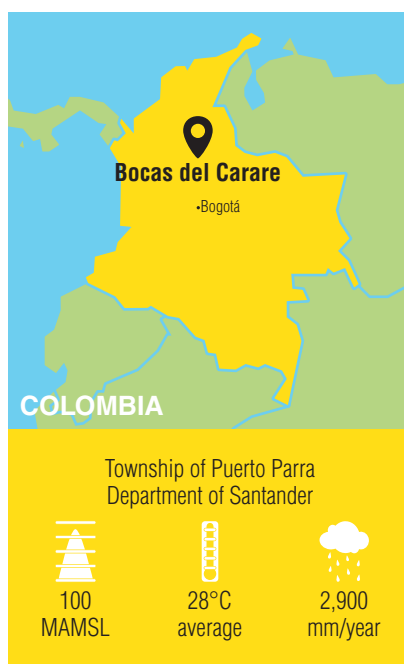 Bocas del Carare
•Bogotá
COLOMBIA
Township of Puerto Parra
Department of Santander
100
MAMSL
28°C
average
2,900
mm/year